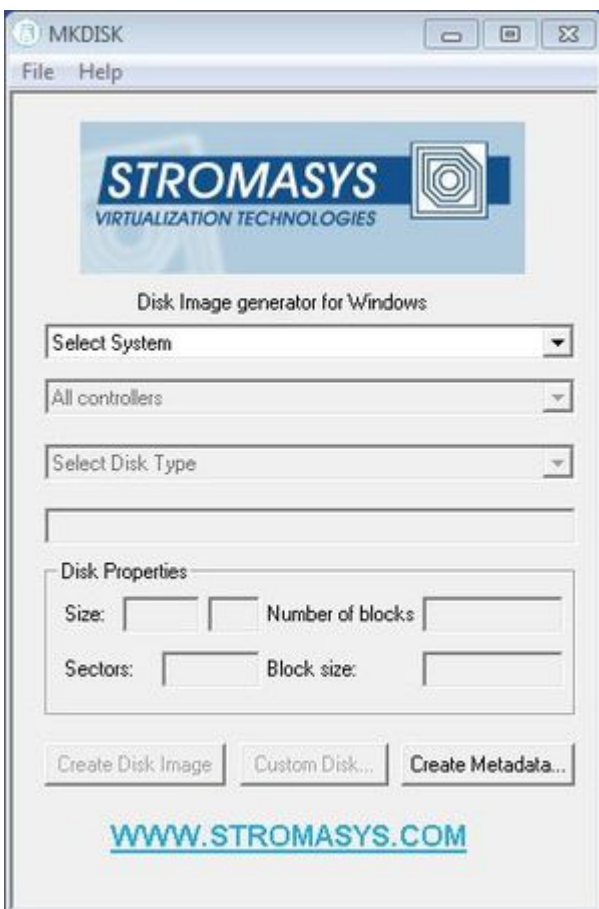 MKDISK
File Help
STROMASYS
VIRTUALIZATION TECHNOLOGIES
Disk Image generator for Windows
Select System
All controllers
Select Disk Type
Disk Properties
Size: Number of blocks
Sectors: Block size:
Create Disk Image Custom Disk... Create Metadata...
WWW.STROMASYS.COM